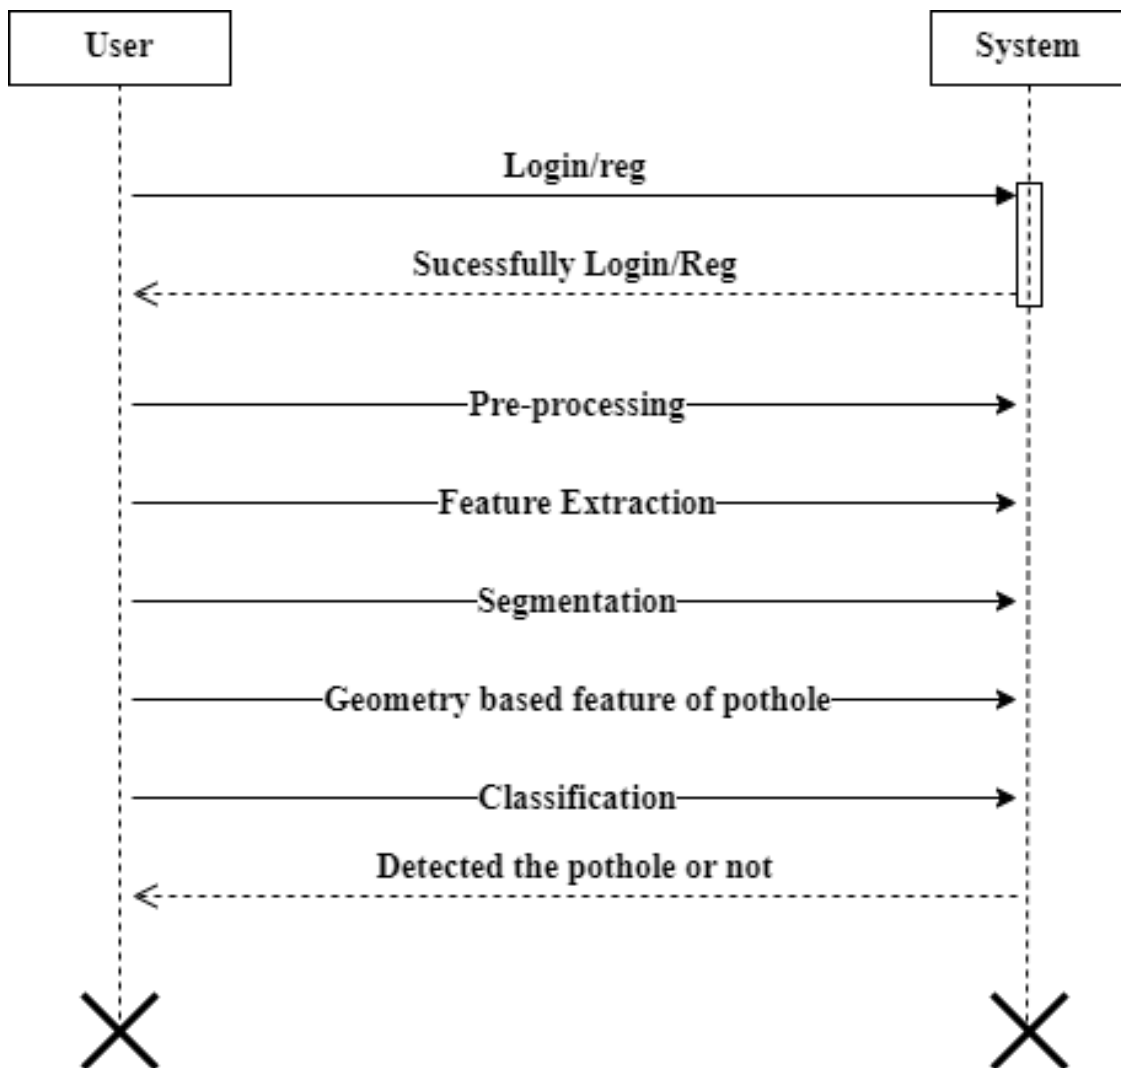 User
System
Login/reg
Sucessfully Login/Reg
Pre-processing
Feature Extraction
Segmentation
Geometry based feature of pothole
Classification
Detected the pothole or not